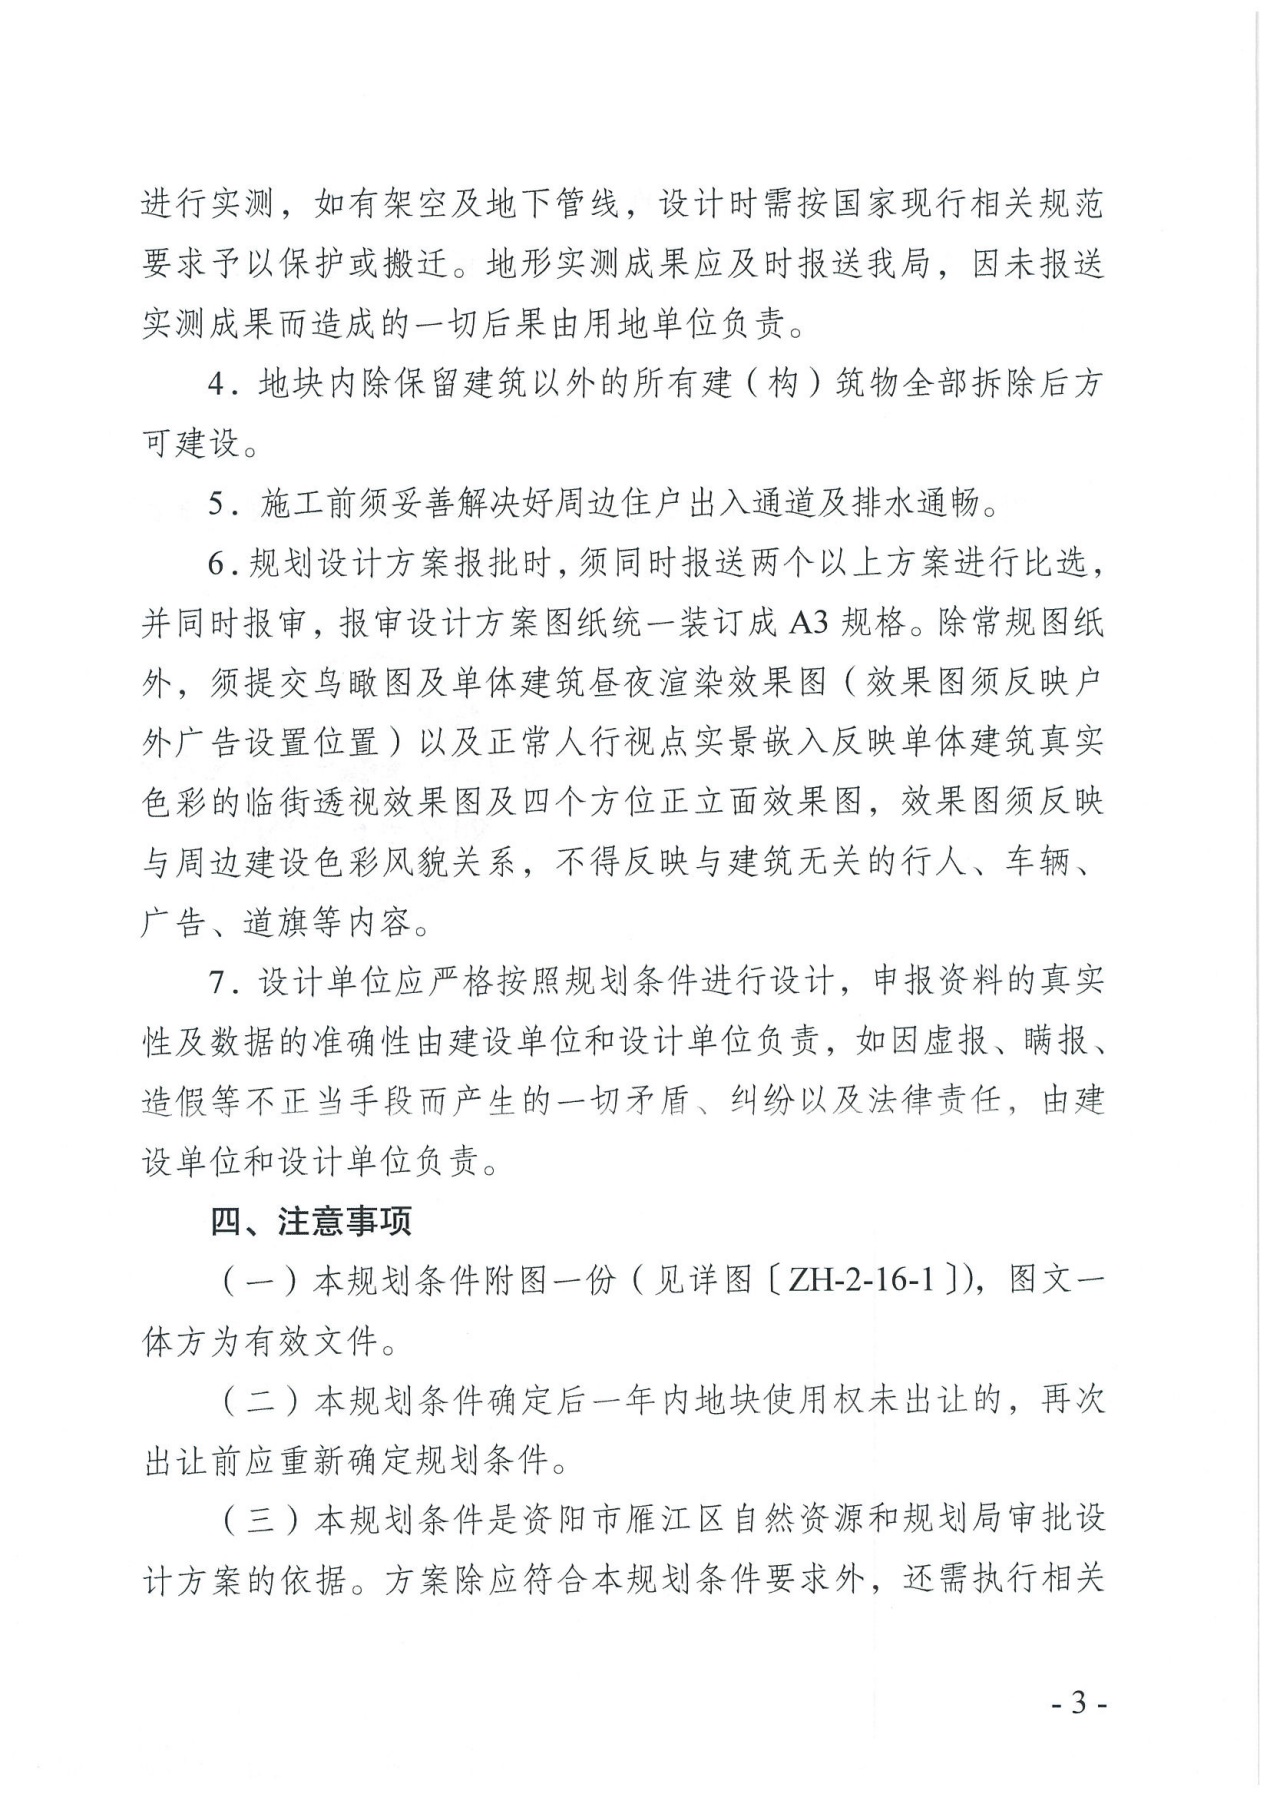 进行实测，如有架空及地下管线，设计时需按国家现行相关规范
要求予以保护或搬迁。地形实测成果应及时报送我局，因未报送
实测成果而造成的一切后果由用地单位负责。
4. 地块内除保留建筑以外的所有建（构）筑物全部拆除后方
可建设。
5. 施工前须妥善解决好周边住户出入通道及排水通畅。
6. 规划设计方案报批时，须同时报送两个以上方案进行比选，
并同时报审，报审设计方案图纸统一装订成 A3 规格。除常规图纸
外，须提交鸟瞰图及单体建筑昼夜渲染效果图（效果图须反映户
外广告设置位置）以及正常人行视点实景嵌入反映单体建筑真实
色彩的临街透视效果图及四个方位正立面效果图，效果图须反映
与周边建设色彩风貌关系，不得反映与建筑无关的行人、车辆、
广告、道旗等内容。
7. 设计单位应严格按照规划条件进行设计，申报资料的真实
性及数据的准确性由建设单位和设计单位负责，如因虚报、瞒报、
造假等不正当手段而产生的一切矛盾、纠纷以及法律责任，由建
设单位和设计单位负责。
四、注意事项
（一）本规划条件附图一份（见详图〔ZH-2-16-1〕），图文一
体方为有效文件。
（二）本规划条件确定后一年内地块使用权未出让的，再次
出让前应重新确定规划条件。
（三）本规划条件是资阳市雁江区自然资源和规划局审批设
计方案的依据。方案除应符合本规划条件要求外，还需执行相关
- 3 -